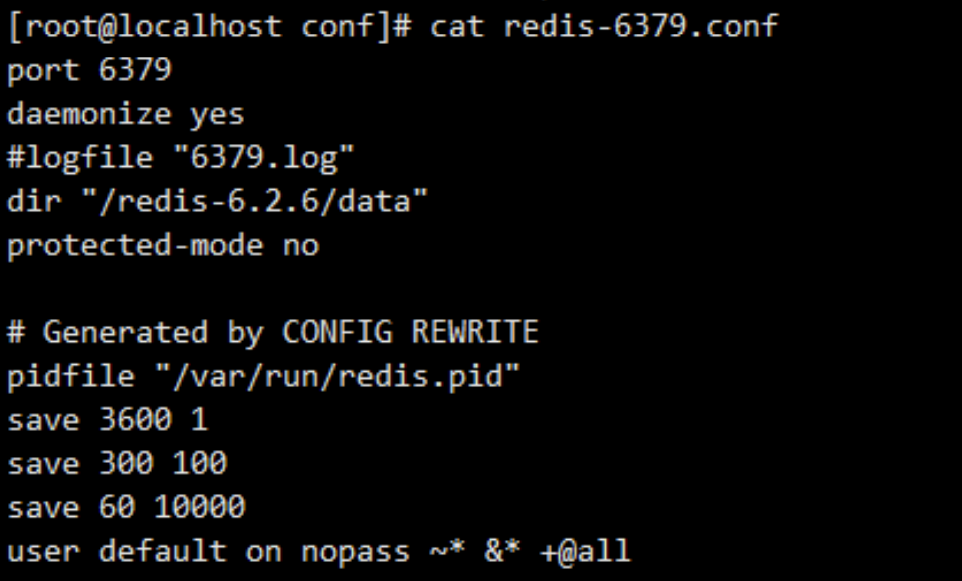 [root@localhost conf]# cat redis-6379.conf
port 6379
daemonize yes
#logfile "6379.log"
dir "/redis-6.2.6/data"
protected-mode no
# Generated by CONFIG REWRITE
pidfile "/var/run/redis.pid"
save 3600 1
save 300 100
save 60 10000
user default on nopass ~* &* +@all